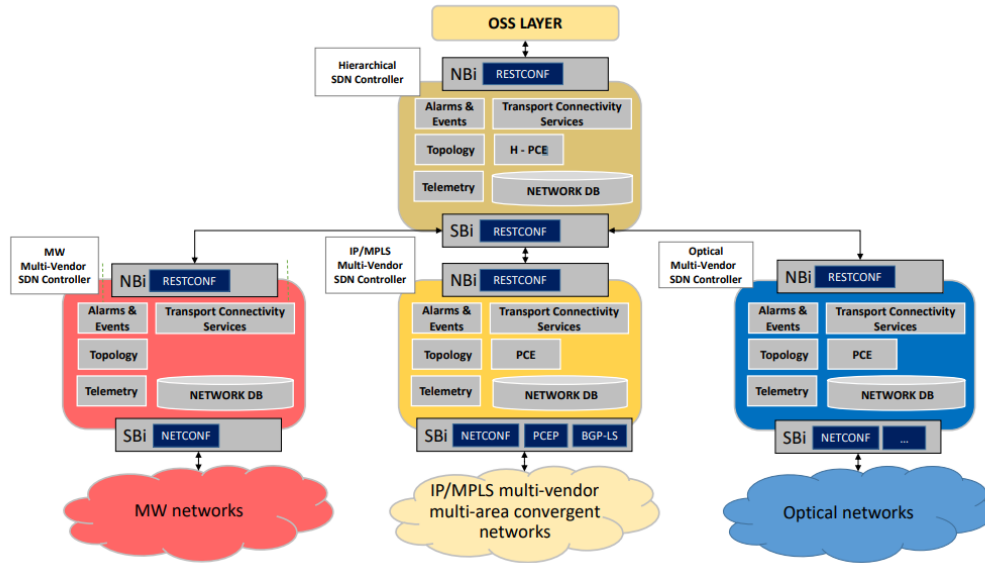 OSS LAYER
Hierarchical
SDN Controller
NBi RESTCONF
Alarms &
Events
Transport Connectivity
Services
Topology
H - PCE
Telemetry
NETWORK DB
SBi RESTCONF
MW
Multi-Vendor
SDN Controller
NBi RESTCONF
Alarms &
Events
Transport Connectivity
Services
Topology
Telemetry
NETWORK DB
SBi NETCONF
MW networks
IP/MPLS
Multi-Vendor
SDN Controller
NBi RESTCONF
Alarms &
Events
Transport Connectivity
Services
Topology
PCE
Telemetry
NETWORK DB
SBi NETCONF PCEP BGP-LS
IP/MPLS multi-vendor
multi-area convergent
networks
Optical
Multi-Vendor
SDN Controller
NBi RESTCONF
Alarms &
Events
Transport Connectivity
Services
Topology
PCE
Telemetry
NETWORK DB
SBi NETCONF ...
Optical networks